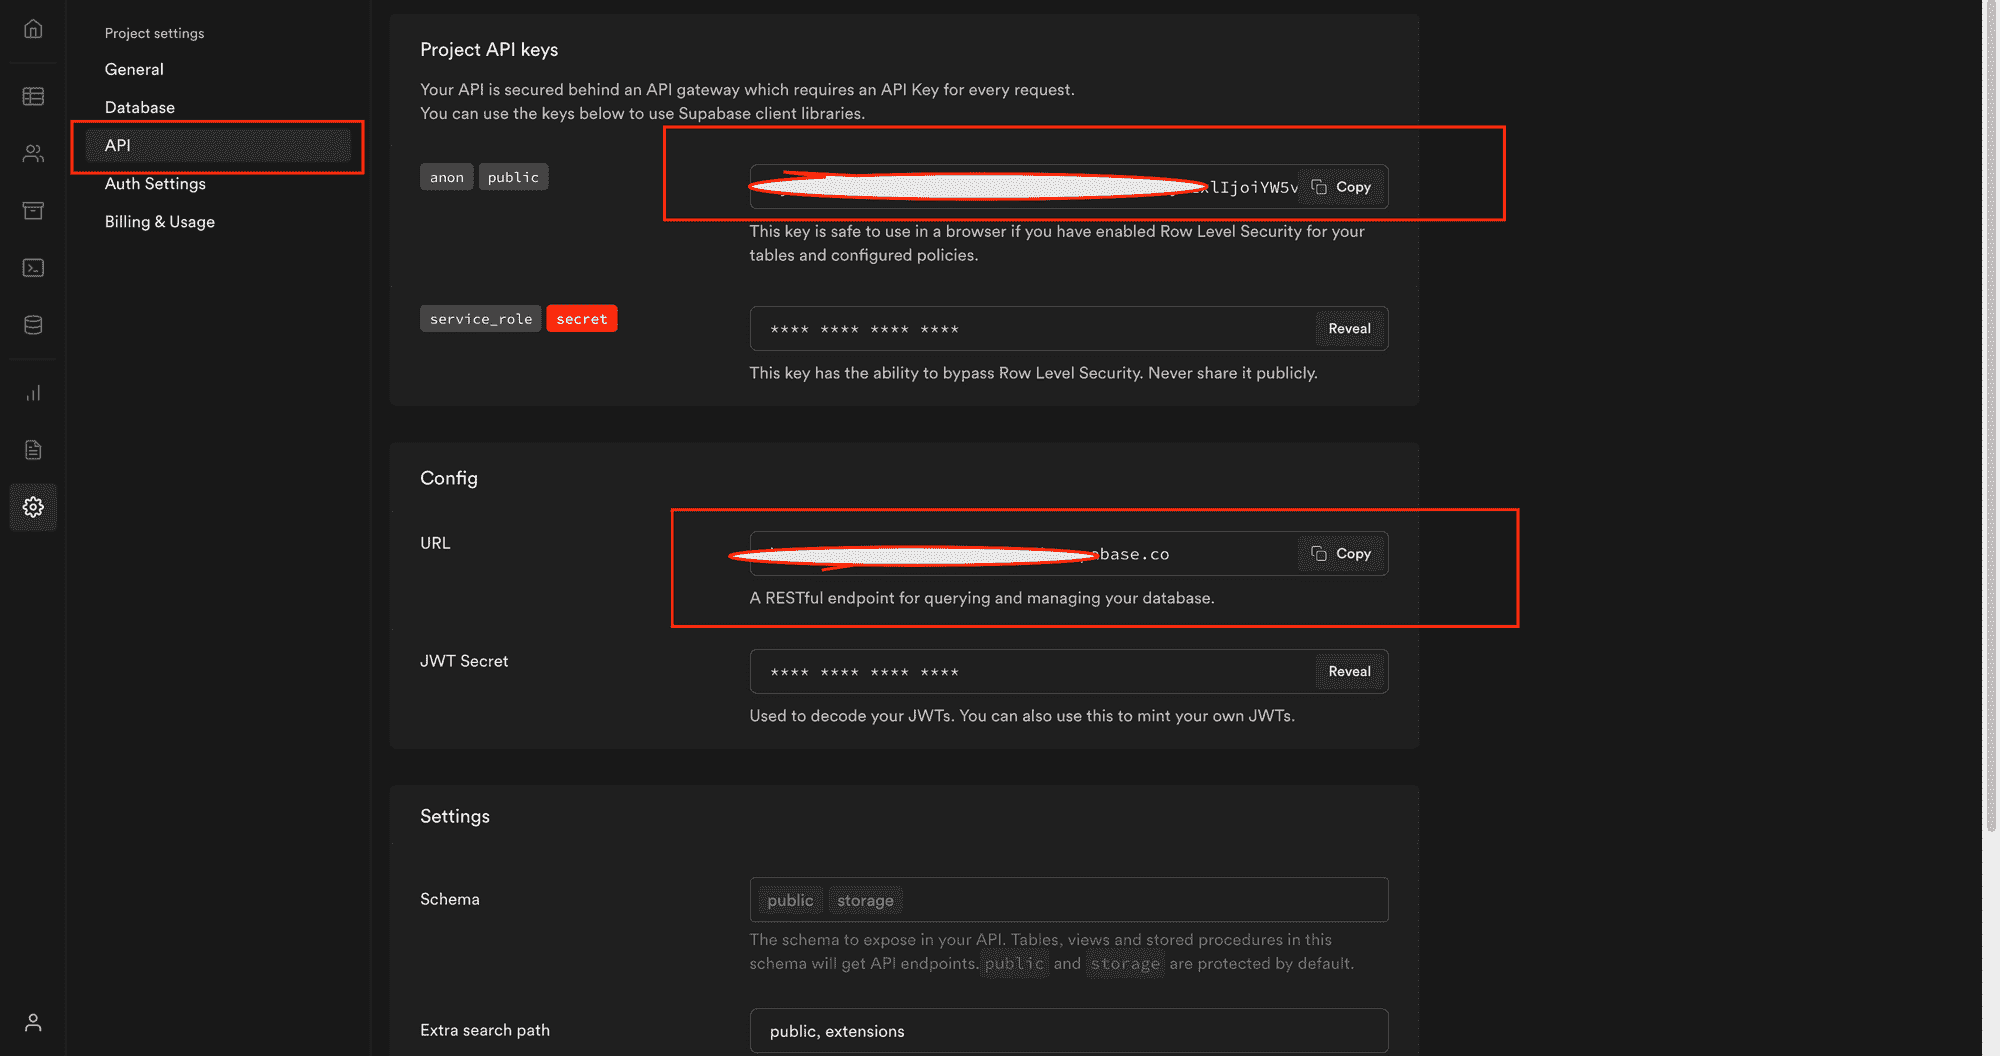 Project settings
General
Database
API
Auth Settings
Billing & Usage
Project API keys
Your API is secured behind an API gateway which requires an API Key for every request.
You can use the keys below to use Supabase client libraries.
anon public
lIjoiYW5v Copy
This key is safe to use in a browser if you have enabled Row Level Security for your
tables and configured policies.
service_role secret
**** **** **** **** Reveal
This key has the ability to bypass Row Level Security. Never share it publicly.
Config
URL
base.co Copy
A RESTful endpoint for querying and managing your database.
JWT Secret
**** **** **** **** Reveal
Used to decode your JWTs. You can also use this to mint your own JWTs.
Settings
Schema
public storage
The schema to expose in your API. Tables, views and stored procedures in this
schema will get API endpoints. public and storage are protected by default.
Extra search path
public, extensions